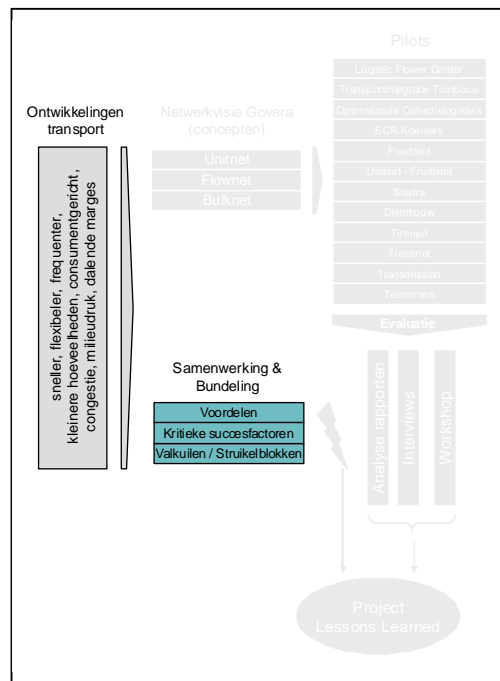 Pilots
Logistic Flower Center
Transportintegratie Tuinbouw
Optimalisatie Collectielogistiek
ECR Koelvers
Foodned
Unitnet - Fruitpilot
Shafra
Distribouw
Tiresed
Transnet
Transmission
Teamtrans
Evaluatie
Ontwikkelingen
transport
Netwerkvisie Govera
(concepten)
Unitnet
Flownet
Bulknet
sneller, flexibeler, frequenter,
kleinere hoeveelheden, consumentgericht,
congestie, milieudruk, dalende marges
Samenwerking &
Bundeling
Voordelen
Kritieke succesfactoren
Valkuilen / Struikelblokken
Analyse rapporten
Interviews
Workshop
Project
Lessons Learned